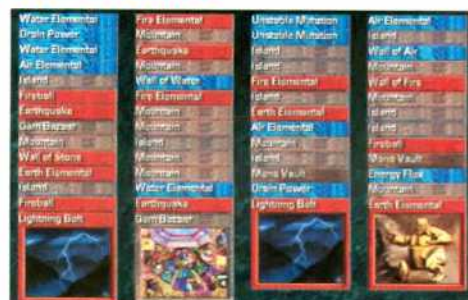 Water Elemental
Drain Power
Water Elemental
Air Elemental
Island
Fireball
Earthquake
Gem Bazaar
Mountain
Wall of Stone
Earth Elemental
Island
Fireball
Lightning Bolt
Fire Elemental
Mountain
Earthquake
Mountain
Wall of Water
Fire Elemental
Mountain
Mountain
Island
Mountain
Mountain
Water Elemental
Earthquake
Gem Bazaar
Unstable Mutation
Unstable Mutation
Island
Island
Fire Elemental
Island
Earth Elemental
Air Elemental
Mountain
Island
Mana Vault
Drain Power
Lightning Bolt
Air Elemental
Island
Wall of Air
Mountain
Wall of Fire
Mountain
Island
Island
Fireball
Mana Vault
Energy Flux
Mountain
Earth Elemental